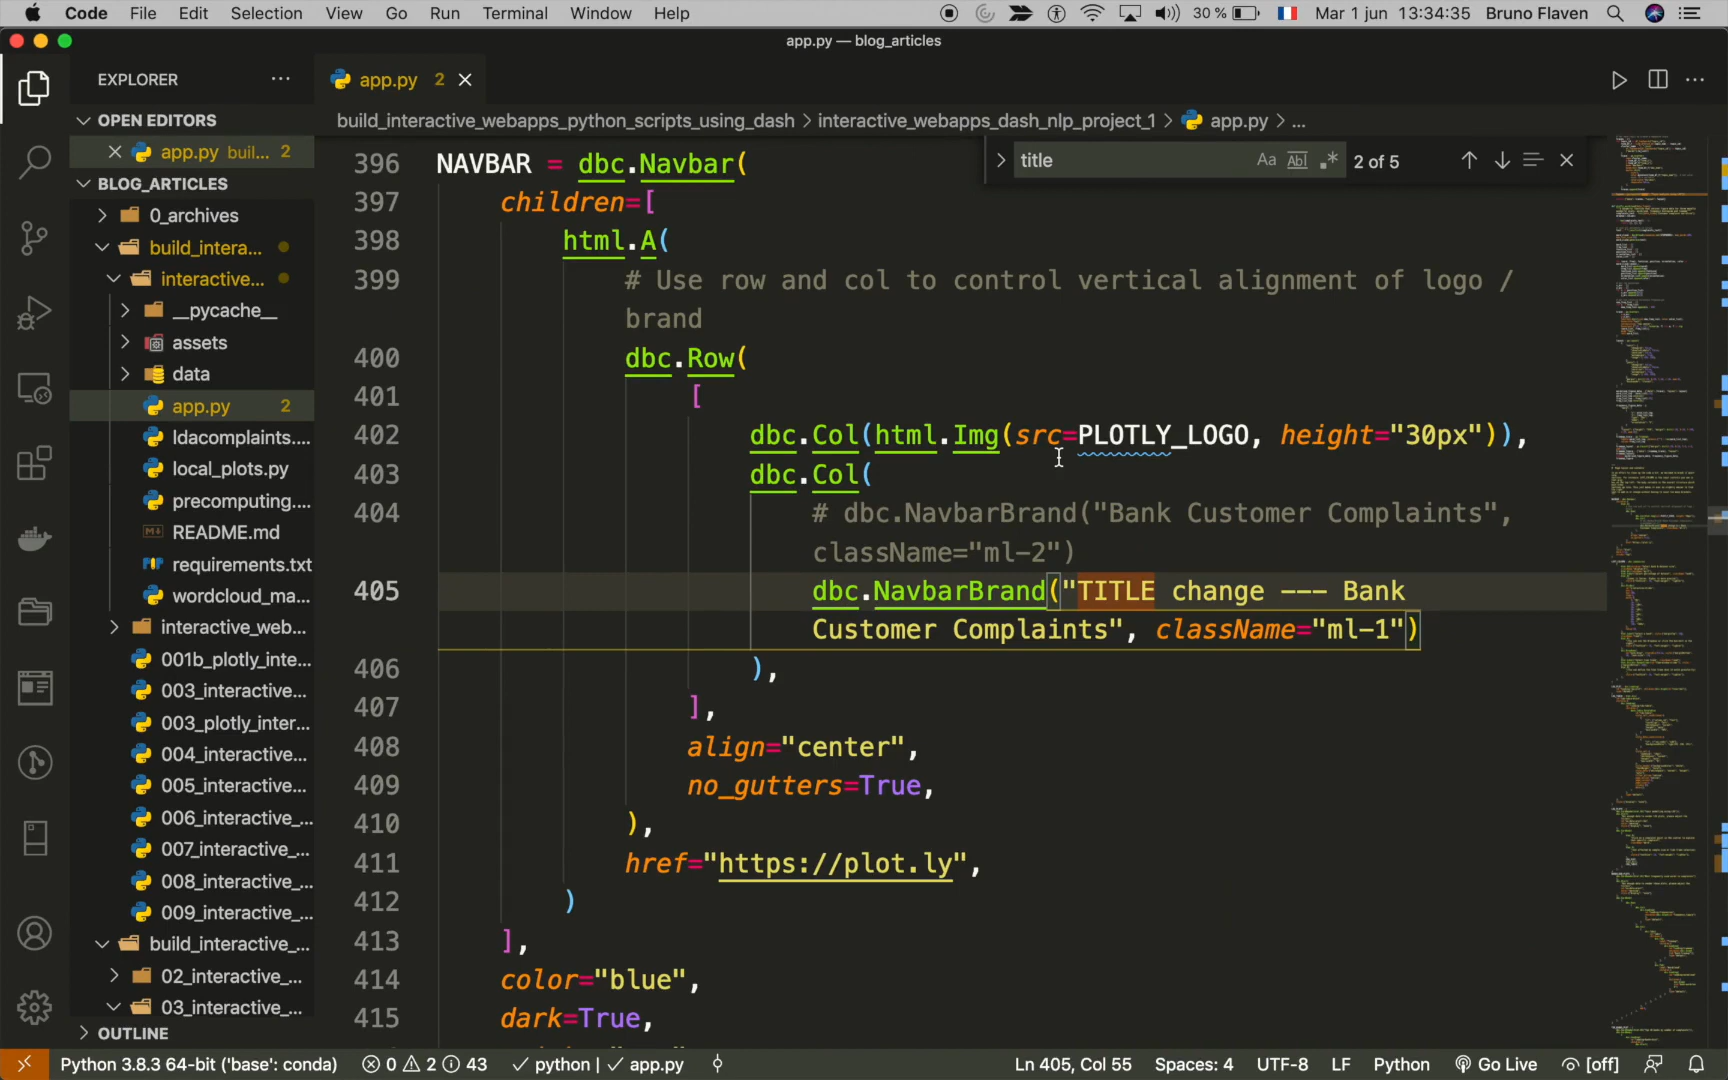 Code File Edit Selection View Go Run Terminal Window Help 30 % Mar 1 jun 13:34:35 Bruno Flaven
app.py — blog_articles
EXPLORER ···
app.py 2
OPEN EDITORS
build_interactive_webapps_python_scripts_using_dash > interactive_webapps_dash_nlp_project_1 > app.py > ...
app.py buil... 2
title Aa Abl .* 2 of 5
BLOG_ARTICLES
0_archives
build_intera...
interactive...
__pycache__
assets
data
app.py 2
ldacomplaints....
local_plots.py
precomputing....
README.md
requirements.txt
wordcloud_ma...
interactive_web...
001b_plotly_inte...
003_interactive...
003_plotly_inter...
004_interactive...
005_interactive...
006_interactive_...
007_interactive...
008_interactive_...
009_interactive_...
build_interactive_...
02_interactive_...
03_interactive_...
OUTLINE
396 NAVBAR = dbc.Navbar(
397 children=[
398 html.A(
399 # Use row and col to control vertical alignment of logo /
brand
400 dbc.Row(
401 [
402 dbc.Col(html.Img(src=PLOTLY_LOGO, height="30px")),
403 dbc.Col(
404 # dbc.NavbarBrand("Bank Customer Complaints",
className="ml-2")
405 dbc.NavbarBrand("TITLE change --- Bank
Customer Complaints", className="ml-1")
406 ),
407 ],
408 align="center",
409 no_gutters=True,
410 ),
411 href="https://plot.ly",
412 )
413 ],
414 color="blue",
415 dark=True,
Python 3.8.3 64-bit ('base': conda) 0 2 43 python | app.py Ln 405, Col 55 Spaces: 4 UTF-8 LF Python Go Live [off]